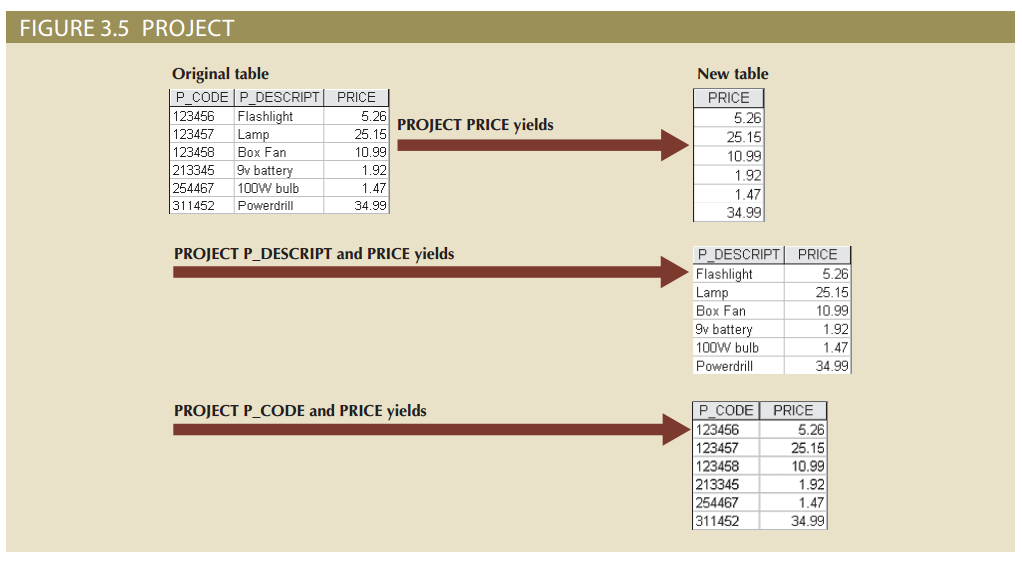 FIGURE 3.5 PROJECT
Original table
P_CODE P_DESCRIPT PRICE
123456 Flashlight 5.26
123457 Lamp 25.15
123458 Box Fan 10.99
213345 9v battery 1.92
254467 100W bulb 1.47
311452 Powerdrill 34.99
PROJECT PRICE yields
New table
PRICE
5.26
25.15
10.99
1.92
1.47
34.99
PROJECT P_DESCRIPT and PRICE yields
P_DESCRIPT PRICE
Flashlight 5.26
Lamp 25.15
Box Fan 10.99
9v battery 1.92
100W bulb 1.47
Powerdrill 34.99
PROJECT P_CODE and PRICE yields
P_CODE PRICE
123456 5.26
123457 25.15
123458 10.99
213345 1.92
254467 1.47
311452 34.99